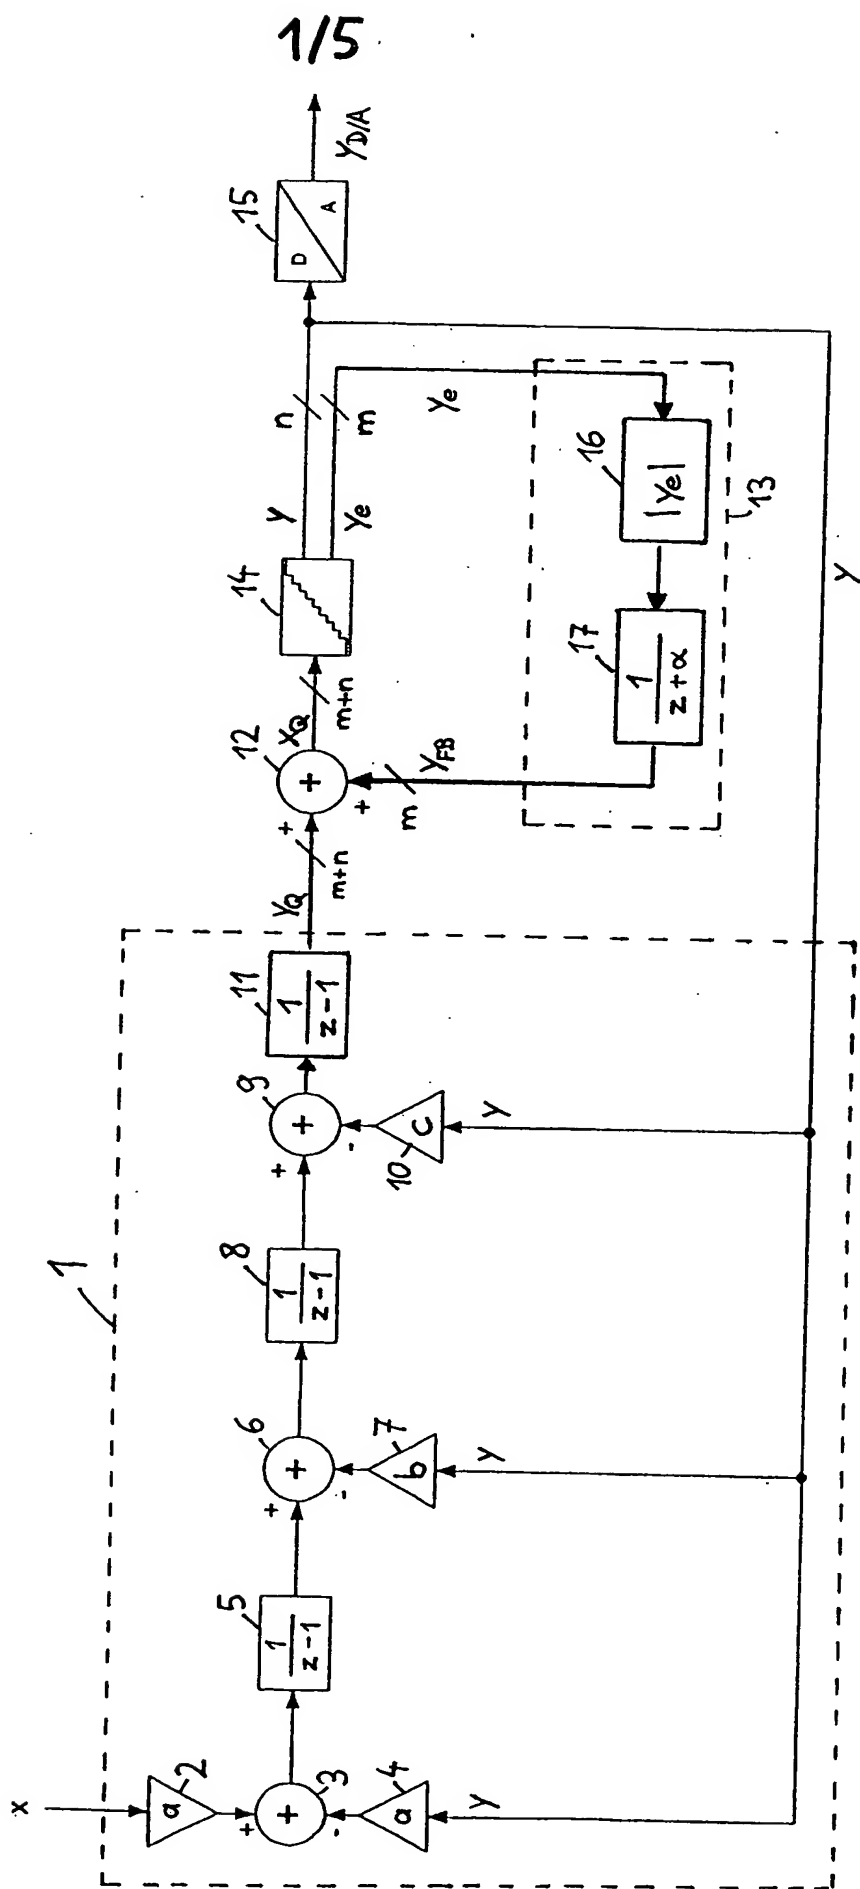 1/5
x
1
a
2
+
+
3
-
a
4
y
1
z-1
5
+
+
6
-
b
7
y
1
z-1
8
+
+
9
-
c
10
y
1
z-1
11
yQ
m+n
+
+
12
+
xQ
m+n
14
y
n
ye
m
ye
D
A
15
yD/A
|ye|
16
1
z+α
17
13
yFB
m
y